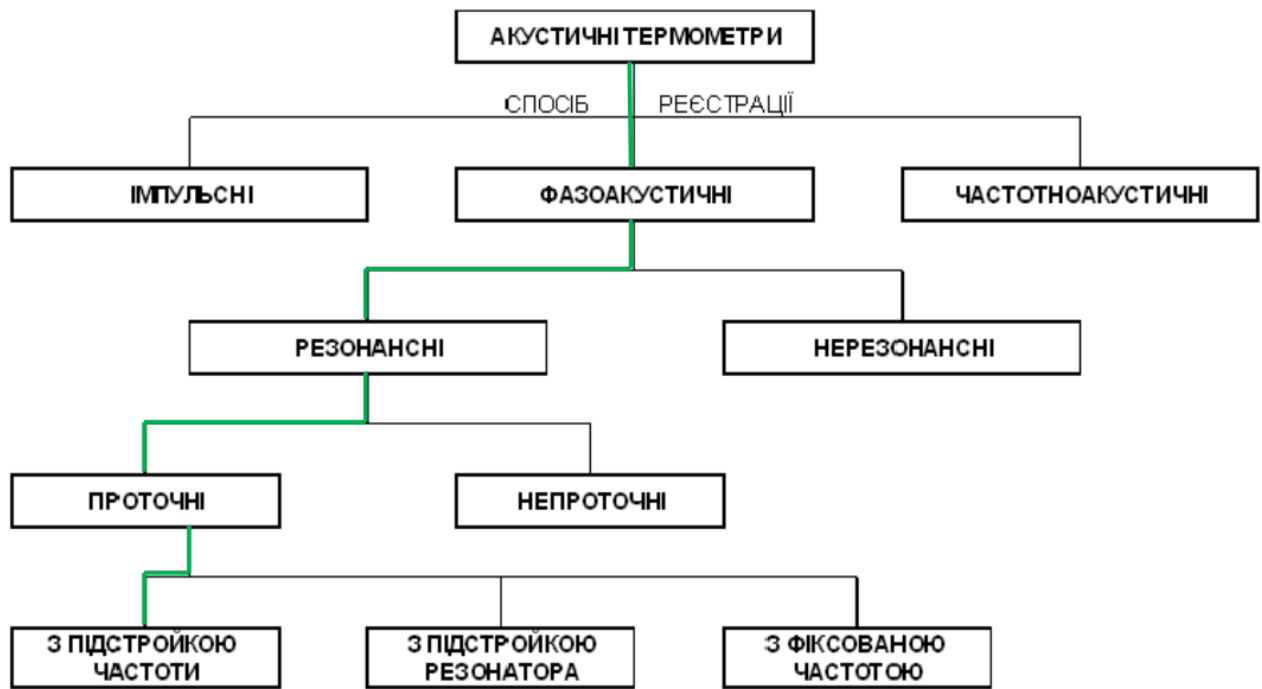 АКУСТИЧНІ ТЕРМОМЕТРИ
СПОСІБ РЕЄСТРАЦІЇ
ІМПУЛЬСНІ
ФАЗОАКУСТИЧНІ
ЧАСТОТНОАКУСТИЧНІ
РЕЗОНАНСНІ
НЕРЕЗОНАНСНІ
ПРОТОЧНІ
НЕПРОТОЧНІ
З ПІДСТРОЙКОЮ
ЧАСТОТИ
З ПІДСТРОЙКОЮ
РЕЗОНАТОРА
З ФІКСОВАНОЮ
ЧАСТОТОЮ